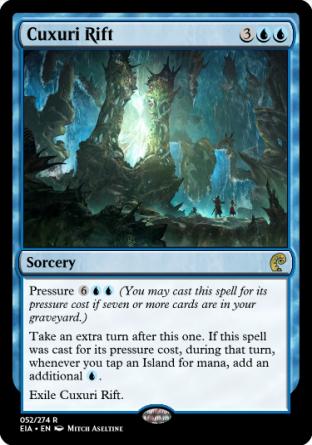 Cuxuri Rift 3
Sorcery
Pressure 6 (You may cast this spell for its
pressure cost if seven or more cards are in your
graveyard.)
Take an extra turn after this one. If this spell
was cast for its pressure cost, during that turn,
whenever you tap an Island for mana, add an
additional .
Exile Cuxuri Rift.
052/274 R
EIA • EN Mitch Aseltine